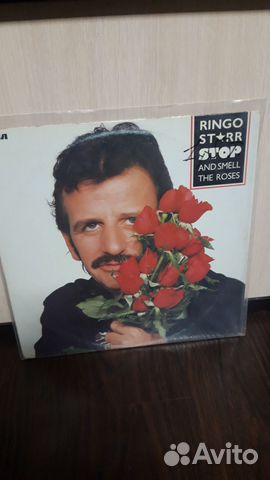 RINGO
ST★RR
STOP
AND SMELL
THE ROSES
Avito